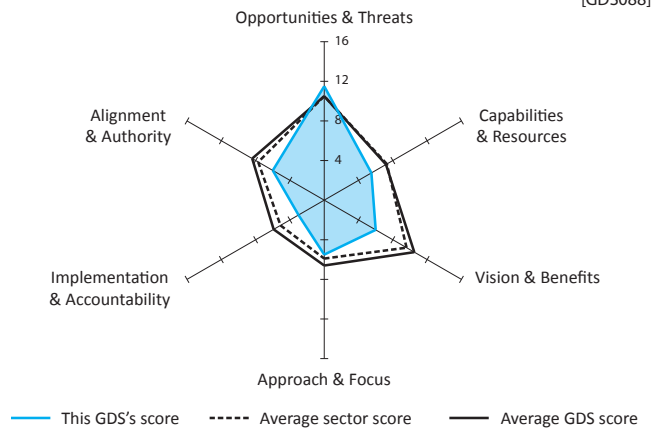 [GDS088]
Opportunities & Threats
16
12
8
4
Alignment
& Authority
Capabilities
& Resources
Implementation
& Accountability
Vision & Benefits
Approach & Focus
This GDS's score
Average sector score
Average GDS score